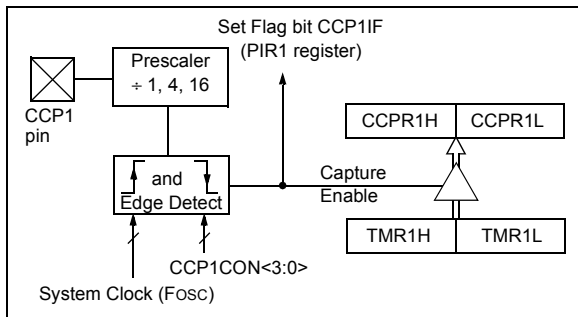 Set Flag bit CCP1IF
(PIR1 register)
Prescaler
÷ 1, 4, 16
CCP1
pin
CCPR1H
CCPR1L
and
Edge Detect
Capture
Enable
TMR1H
TMR1L
CCP1CON<3:0>
System Clock (FOSC)